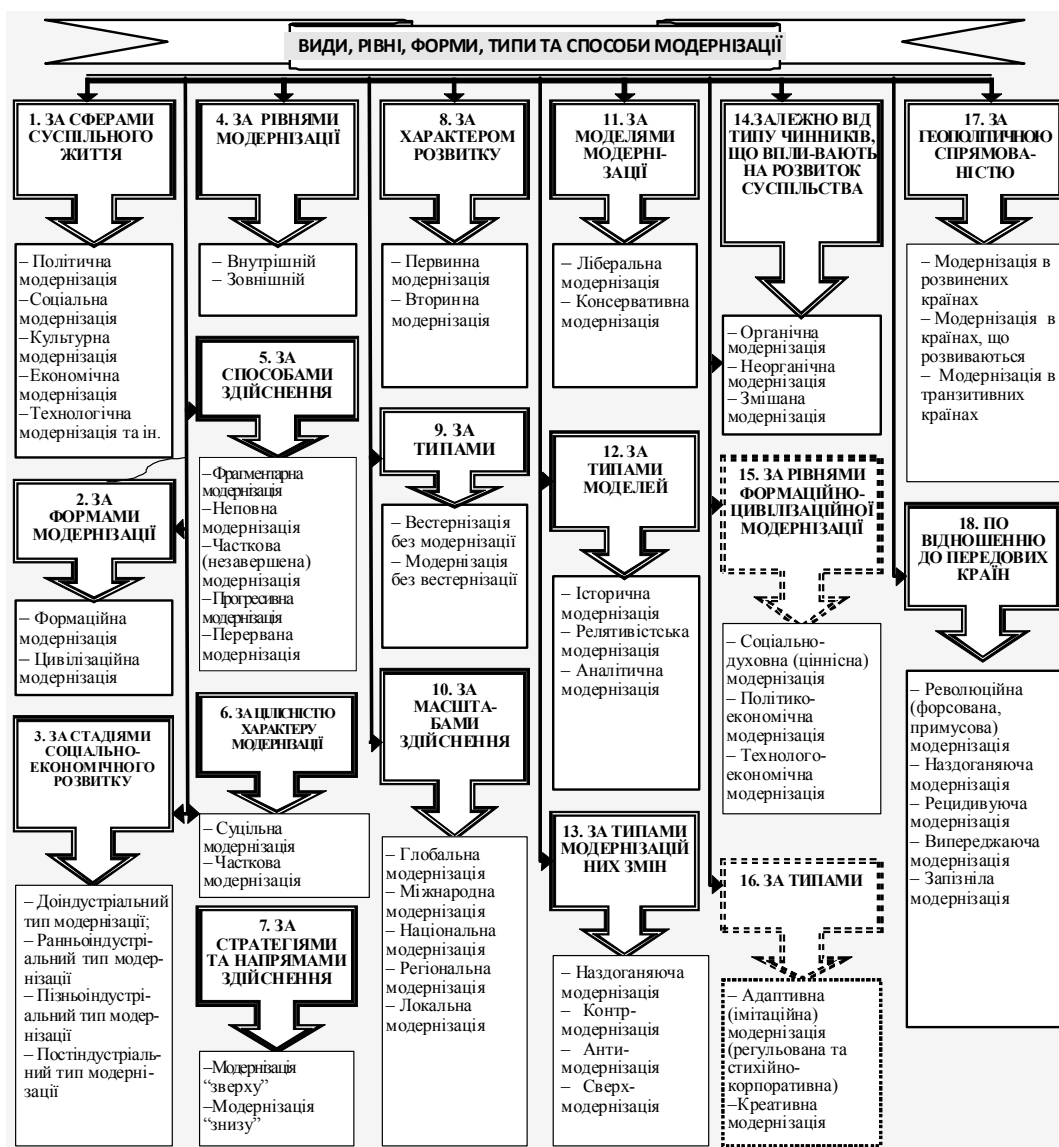 ВИДИ, РІВНІ, ФОРМИ, ТИПИ ТА СПОСОБИ МОДЕРНІЗАЦІЇ
1. ЗА СФЕРАМИ
СУСПІЛЬНОГО
ЖИТТЯ
– Політична
модернізація
– Соціальна
модернізація
– Культурна
модернізація
– Економічна
модернізація
– Технологічна
модернізація та ін.
2. ЗА
ФОРМАМИ
МОДЕРНІЗАЦІЇ
– Формаційна
модернізація
– Цивілізаційна
модернізація
3. ЗА СТАДІЯМИ
СОЦІАЛЬНО-
ЕКОНОМІЧНОГО
РОЗВИТКУ
– Доіндустріальний
тип модернізації;
– Ранньоіндустрі-
альний тип модер-
нізації
– Пізньоіндустрі-
альний тип модер-
нізації
– Постіндустріаль-
ний тип модерні-
зації
4. ЗА РІВНЯМИ
МОДЕРНІЗАЦІЇ
– Внутрішній
– Зовнішній
5. ЗА
СПОСОБАМИ
ЗДІЙСНЕННЯ
– Фрагментарна
модернізація
– Неповна
модернізація
– Часткова
(незавершена)
модернізація
– Прогресивна
модернізація
– Перервана
модернізація
6. ЗА ЦІЛІСНІСТЮ
ХАРАКТЕРУ
МОДЕРНІЗАЦІЇ
– Суцільна
модернізація
– Часткова
модернізація
7. ЗА
СТРАТЕГІЯМИ
ТА НАПРЯМАМИ
ЗДІЙСНЕННЯ
– Модернізація
“зверху”
– Модернізація
“знизу”
8. ЗА
ХАРАКТЕРОМ
РОЗВИТКУ
– Первинна
модернізація
– Вторинна
модернізація
9. ЗА
ТИПАМИ
– Вестернізація
без модернізації
– Модернізація
без вестернізації
10. ЗА
МАСШТА-
БАМИ
ЗДІЙСНЕННЯ
– Глобальна
модернізація
– Міжнародна
модернізація
– Національна
модернізація
– Регіональна
модернізація
– Локальна
модернізація
11. ЗА
МОДЕЛЯМИ
МОДЕРНІ-
ЗАЦІЇ
– Ліберальна
модернізація
– Консервативна
модернізація
12. ЗА
ТИПАМИ
МОДЕЛЕЙ
– Історична
модернізація
– Релятивістська
модернізація
– Аналітична
модернізація
13. ЗА ТИПАМИ
МОДЕРНІЗАЦІЙ
НИХ ЗМІН
– Наздоганяюча
модернізація
– Контр-
модернізація
– Анти-
модернізація
– Сверх-
модернізація
14.ЗАЛЕЖНО ВІД
ТИПУ ЧИННИКІВ,
ЩО ВПЛИ-ВАЮТЬ
НА РОЗВИТОК
СУСПІЛЬСТВА
– Органічна
модернізація
– Неорганічна
модернізація
– Змішана
модернізація
15. ЗА РІВНЯМИ
ФОРМАЦІЙНО-
ЦИВІЛІЗАЦІЙНОЇ
МОДЕРНІЗАЦІЇ
– Соціально-
духовна (ціннісна)
модернізація
– Політико-
економічна
модернізація
– Технолого-
економічна
модернізація
16. ЗА ТИПАМИ
– Адаптивна
(імітаційна)
модернізація
(регульована та
стихійно-
корпоративна)
–Креативна
модернізація
17. ЗА
ГЕОПОЛІТИЧНОЮ
СПРЯМОВА-
НІСТЮ
– Модернізація в
розвинених
країнах
– Модернізація в
країнах, що
розвиваються
– Модернізація в
транзитивних
країнах
18. ПО
ВІДНОШЕННЮ
ДО ПЕРЕДОВИХ
КРАЇН
– Революційна
(форсована,
примусова)
модернізація
– Наздоганяюча
модернізація
– Рецидивуюча
модернізація
– Випереджаюча
модернізація
– Запізніла
модернізація